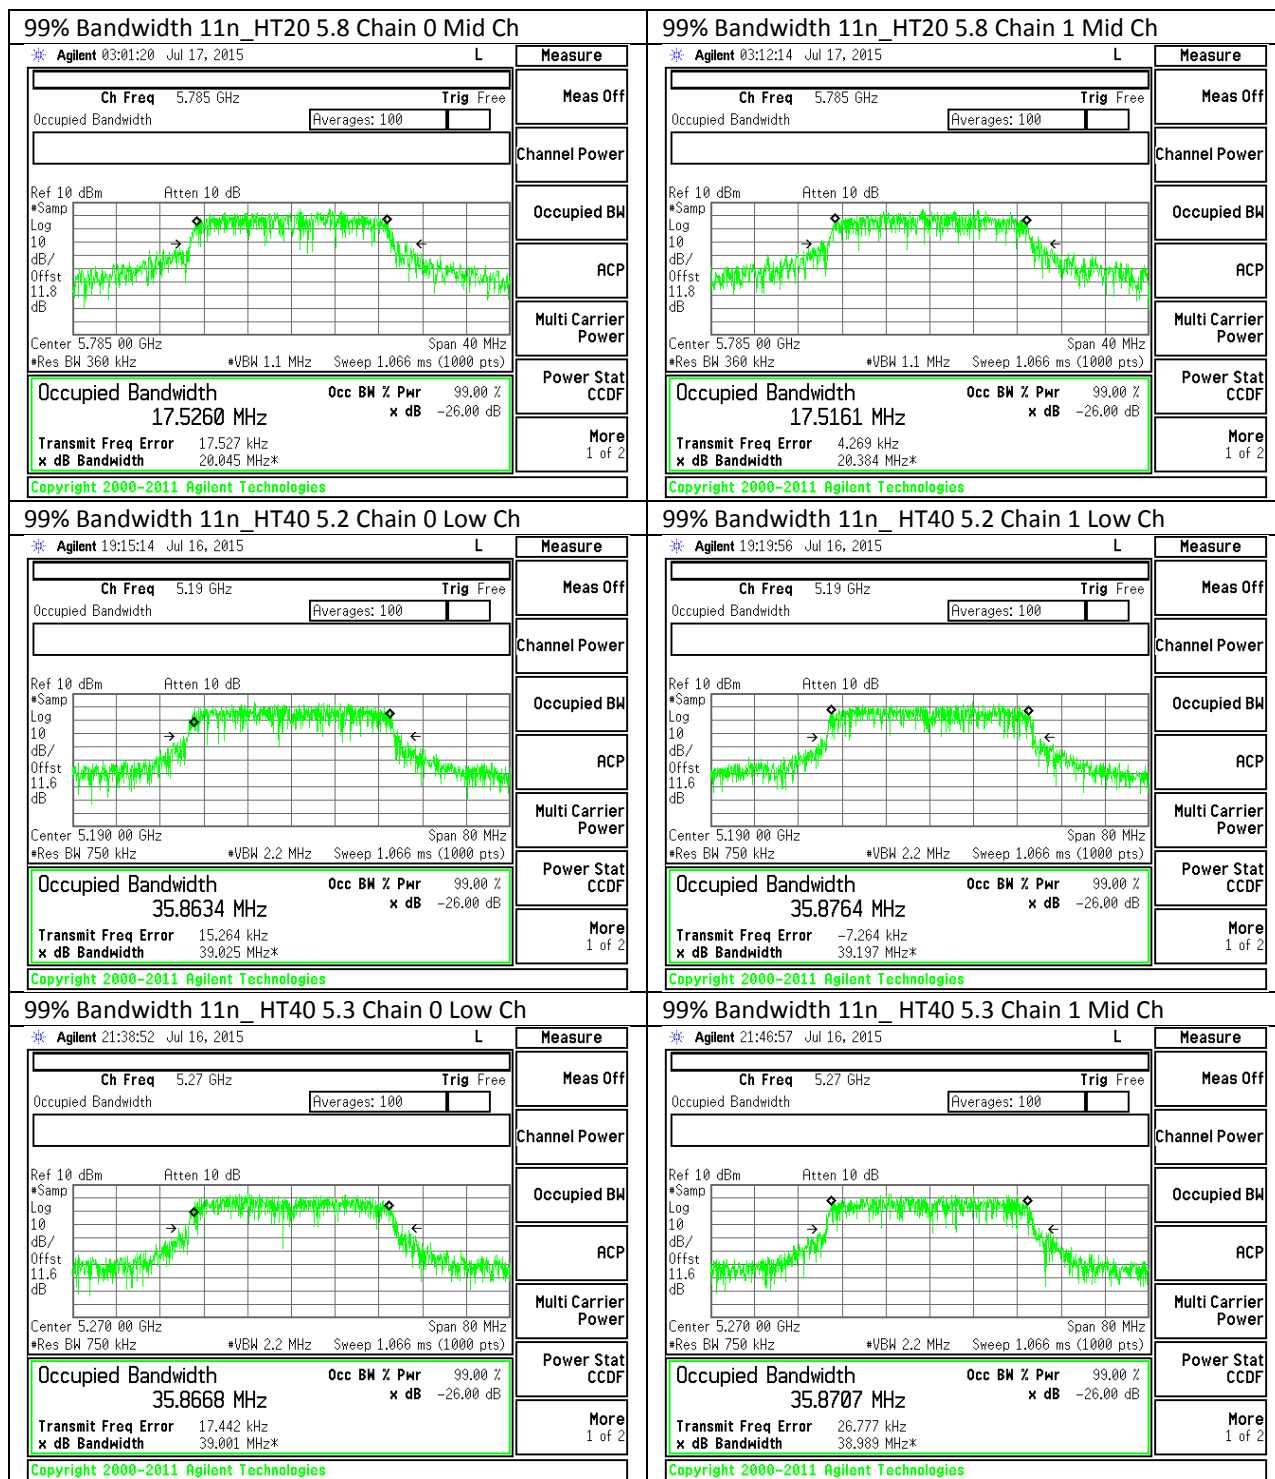 99% Bandwidth 11n_HT20 5.8 Chain 0 Mid Ch
Agilent 03:01:20 Jul 17, 2015 L
Measure
Ch Freq 5.785 GHz Trig Free
Meas Off
Occupied Bandwidth Averages: 100
Channel Power
Ref 10 dBm Atten 10 dB
#Samp
Log
10
dB/
Offst
11.8
dB
Occupied BW
ACP
Multi Carrier
Power
Center 5.785 00 GHz Span 40 MHz
#Res BW 360 kHz #VBW 1.1 MHz Sweep 1.066 ms (1000 pts)
Power Stat
CCDF
Occupied Bandwidth Occ BW % Pwr 99.00 %
17.5260 MHz x dB -26.00 dB
More
1 of 2
Transmit Freq Error 17.527 kHz
x dB Bandwidth 20.045 MHz*
Copyright 2000-2011 Agilent Technologies
99% Bandwidth 11n_HT20 5.8 Chain 1 Mid Ch
Agilent 03:12:14 Jul 17, 2015 L
Measure
Ch Freq 5.785 GHz Trig Free
Meas Off
Occupied Bandwidth Averages: 100
Channel Power
Ref 10 dBm Atten 10 dB
#Samp
Log
10
dB/
Offst
11.8
dB
Occupied BW
ACP
Multi Carrier
Power
Center 5.785 00 GHz Span 40 MHz
#Res BW 360 kHz #VBW 1.1 MHz Sweep 1.066 ms (1000 pts)
Power Stat
CCDF
Occupied Bandwidth Occ BW % Pwr 99.00 %
17.5161 MHz x dB -26.00 dB
More
1 of 2
Transmit Freq Error 4.269 kHz
x dB Bandwidth 20.384 MHz*
Copyright 2000-2011 Agilent Technologies
99% Bandwidth 11n_HT40 5.2 Chain 0 Low Ch
Agilent 19:15:14 Jul 16, 2015 L
Measure
Ch Freq 5.19 GHz Trig Free
Meas Off
Occupied Bandwidth Averages: 100
Channel Power
Ref 10 dBm Atten 10 dB
#Samp
Log
10
dB/
Offst
11.6
dB
Occupied BW
ACP
Multi Carrier
Power
Center 5.190 00 GHz Span 80 MHz
#Res BW 750 kHz #VBW 2.2 MHz Sweep 1.066 ms (1000 pts)
Power Stat
CCDF
Occupied Bandwidth Occ BW % Pwr 99.00 %
35.8634 MHz x dB -26.00 dB
More
1 of 2
Transmit Freq Error 15.264 kHz
x dB Bandwidth 39.025 MHz*
Copyright 2000-2011 Agilent Technologies
99% Bandwidth 11n_ HT40 5.2 Chain 1 Low Ch
Agilent 19:19:56 Jul 16, 2015 L
Measure
Ch Freq 5.19 GHz Trig Free
Meas Off
Occupied Bandwidth Averages: 100
Channel Power
Ref 10 dBm Atten 10 dB
#Samp
Log
10
dB/
Offst
11.6
dB
Occupied BW
ACP
Multi Carrier
Power
Center 5.190 00 GHz Span 80 MHz
#Res BW 750 kHz #VBW 2.2 MHz Sweep 1.066 ms (1000 pts)
Power Stat
CCDF
Occupied Bandwidth Occ BW % Pwr 99.00 %
35.8764 MHz x dB -26.00 dB
More
1 of 2
Transmit Freq Error -7.264 kHz
x dB Bandwidth 39.197 MHz*
Copyright 2000-2011 Agilent Technologies
99% Bandwidth 11n_ HT40 5.3 Chain 0 Low Ch
Agilent 21:38:52 Jul 16, 2015 L
Measure
Ch Freq 5.27 GHz Trig Free
Meas Off
Occupied Bandwidth Averages: 100
Channel Power
Ref 10 dBm Atten 10 dB
#Samp
Log
10
dB/
Offst
11.6
dB
Occupied BW
ACP
Multi Carrier
Power
Center 5.270 00 GHz Span 80 MHz
#Res BW 750 kHz #VBW 2.2 MHz Sweep 1.066 ms (1000 pts)
Power Stat
CCDF
Occupied Bandwidth Occ BW % Pwr 99.00 %
35.8668 MHz x dB -26.00 dB
More
1 of 2
Transmit Freq Error 17.442 kHz
x dB Bandwidth 39.001 MHz*
Copyright 2000-2011 Agilent Technologies
99% Bandwidth 11n_ HT40 5.3 Chain 1 Mid Ch
Agilent 21:46:57 Jul 16, 2015 L
Measure
Ch Freq 5.27 GHz Trig Free
Meas Off
Occupied Bandwidth Averages: 100
Channel Power
Ref 10 dBm Atten 10 dB
#Samp
Log
10
dB/
Offst
11.6
dB
Occupied BW
ACP
Multi Carrier
Power
Center 5.270 00 GHz Span 80 MHz
#Res BW 750 kHz #VBW 2.2 MHz Sweep 1.066 ms (1000 pts)
Power Stat
CCDF
Occupied Bandwidth Occ BW % Pwr 99.00 %
35.8707 MHz x dB -26.00 dB
More
1 of 2
Transmit Freq Error 26.777 kHz
x dB Bandwidth 38.989 MHz*
Copyright 2000-2011 Agilent Technologies